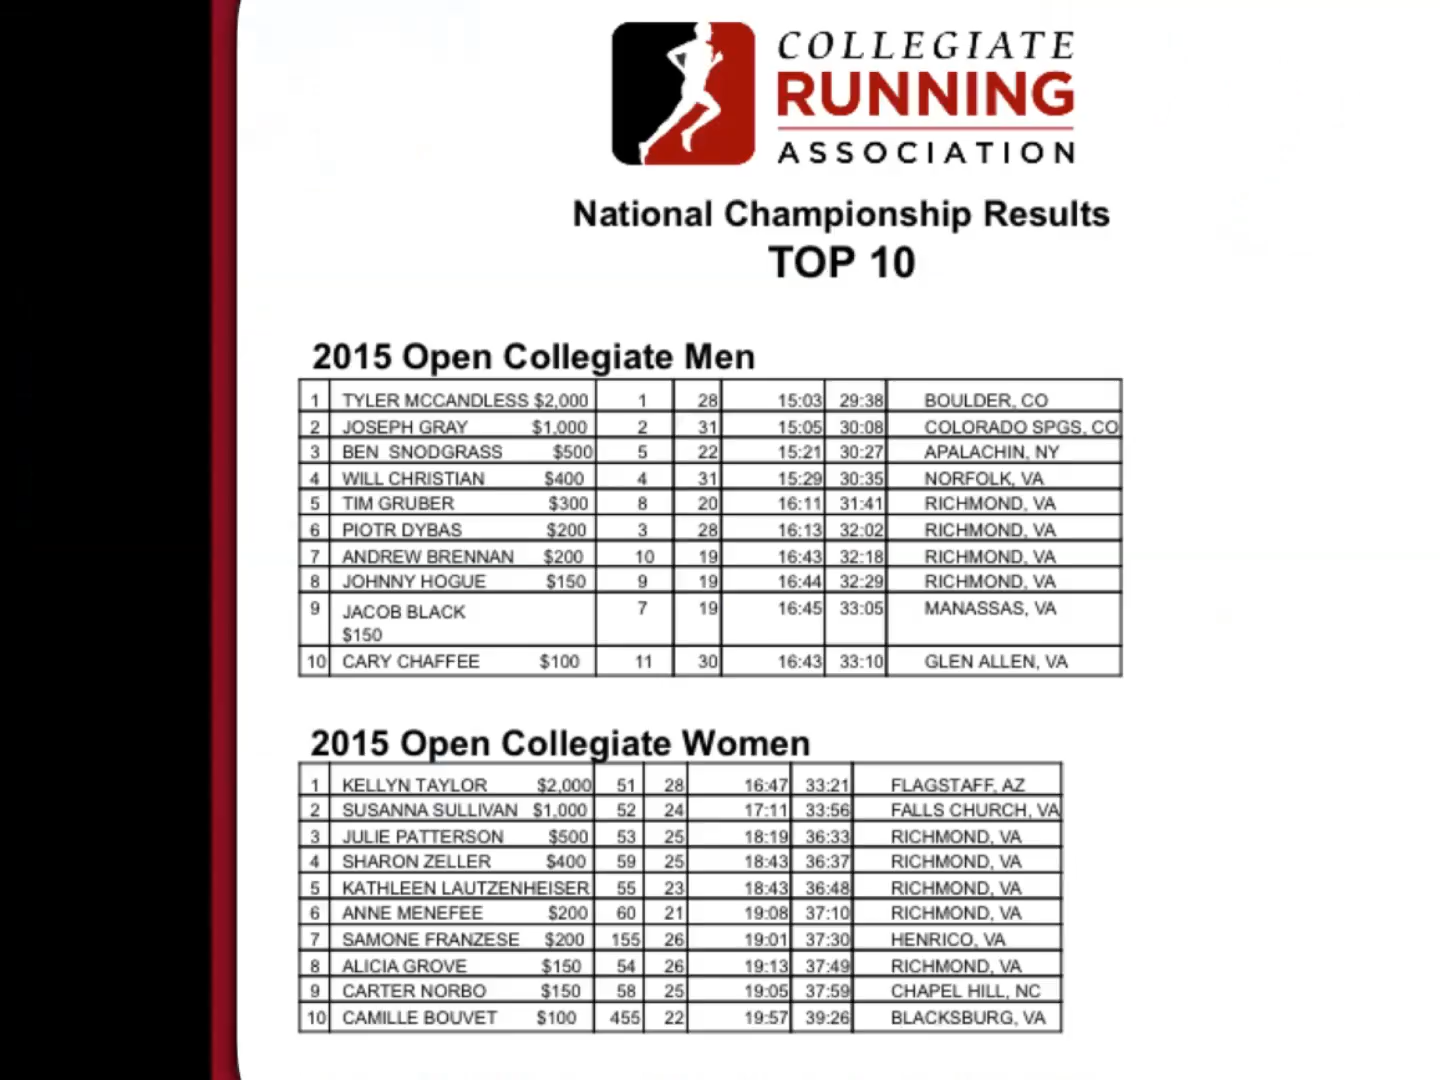 COLLEGIATE
RUNNING
ASSOCIATION
National Championship Results
TOP 10
2015 Open Collegiate Men
1 TYLER MCCANDLESS $2,000 1 28 15:03 29:38 BOULDER, CO
2 JOSEPH GRAY $1,000 2 31 15:05 30:08 COLORADO SPGS, CO
3 BEN SNODGRASS $500 5 22 15:21 30:27 APALACHIN, NY
4 WILL CHRISTIAN $400 4 31 15:29 30:35 NORFOLK, VA
5 TIM GRUBER $300 8 20 16:11 31:41 RICHMOND, VA
6 PIOTR DYBAS $200 3 28 16:13 32:02 RICHMOND, VA
7 ANDREW BRENNAN $200 10 19 16:43 32:18 RICHMOND, VA
8 JOHNNY HOGUE $150 9 19 16:44 32:29 RICHMOND, VA
9 JACOB BLACK 7 19 16:45 33:05 MANASSAS, VA
$150
10 CARY CHAFFEE $100 11 30 16:43 33:10 GLEN ALLEN, VA
2015 Open Collegiate Women
1 KELLYN TAYLOR $2,000 51 28 16:47 33:21 FLAGSTAFF, AZ
2 SUSANNA SULLIVAN $1,000 52 24 17:11 33:56 FALLS CHURCH, VA
3 JULIE PATTERSON $500 53 25 18:19 36:33 RICHMOND, VA
4 SHARON ZELLER $400 59 25 18:43 36:37 RICHMOND, VA
5 KATHLEEN LAUTZENHEISER 55 23 18:43 36:48 RICHMOND, VA
6 ANNE MENEFEE $200 60 21 19:08 37:10 RICHMOND, VA
7 SAMONE FRANZESE $200 155 26 19:01 37:30 HENRICO, VA
8 ALICIA GROVE $150 54 26 19:13 37:49 RICHMOND, VA
9 CARTER NORBO $150 58 25 19:05 37:59 CHAPEL HILL, NC
10 CAMILLE BOUVET $100 455 22 19:57 39:26 BLACKSBURG, VA